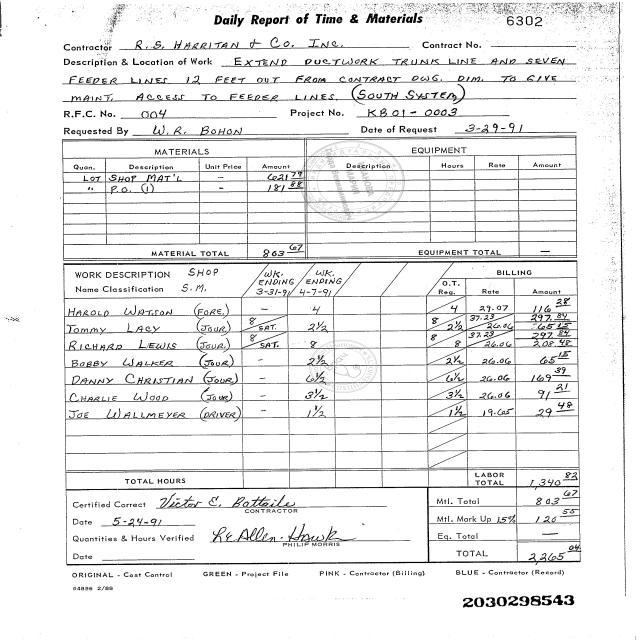 Daily Report of Time & Materials
6302
Contractor R.S. HARRITAN & CO. INC. Contract No.
Description & Location of Work EXTEND DUCTWORK TRUNK LINE AND SEVEN
FEEDER LINES 12 FEET OUT FROM CONTRACT DWG. DIM. TO GIVE
MAINT. ACCESS TO FEEDER LINES. (SOUTH SYSTEM)
R.F.C. No. 004 Project No. KB01-0003
Requested By W.R. BOHON Date of Request 3-29-91
MATERIALS EQUIPMENT
Quan. Description Unit Price Amount Description Hours Rate Amount
LOT SHOP MAT'L - 621 79
" P.O. (1) - 181 88
MATERIAL TOTAL 803 67 EQUIPMENT TOTAL —
WORK DESCRIPTION SHOP WK. ENDING 3-31-91 WK. ENDING 4-7-91 BILLING
Name Classification S.M. O.T. Reg. Rate Amount
HAROLD WATSON (FORE.) - 4 4 29.07 116 28
TOMMY LACY (JOUR.) 8 SAT. 2½ 8 2½ 37.23 26.06 297.84 65 15
RICHARD LEWIS (JOUR.) 8 SAT. 8 8 8 37.23 26.06 297.84 208.48
BOBBY WALKER (JOUR) - 2½ 2½ 26.06 65 15
DANNY CHRISTIAN (JOUR) - 6½ 6½ 26.06 169 39
CHARLIE WOOD (JOUR) - 3½ 3½ 26.06 91 21
JOE WALLMEYER (DRIVER) - 1½ 1½ 19.65 29 48
TOTAL HOURS LABOR TOTAL 1,340 82
Certified Correct Victor E. Battaile Mtl. Total 803 67
CONTRACTOR
Date 5-24-91 Mtl. Mark Up 15% 120 55
Quantities & Hours Verified Eq. Total —
PHILIP MORRIS
Date TOTAL 2,265 04
ORIGINAL - Cost Control GREEN - Project File PINK - Contractor (Billing) BLUE - Contractor (Record)
04896 2/88
2030298543